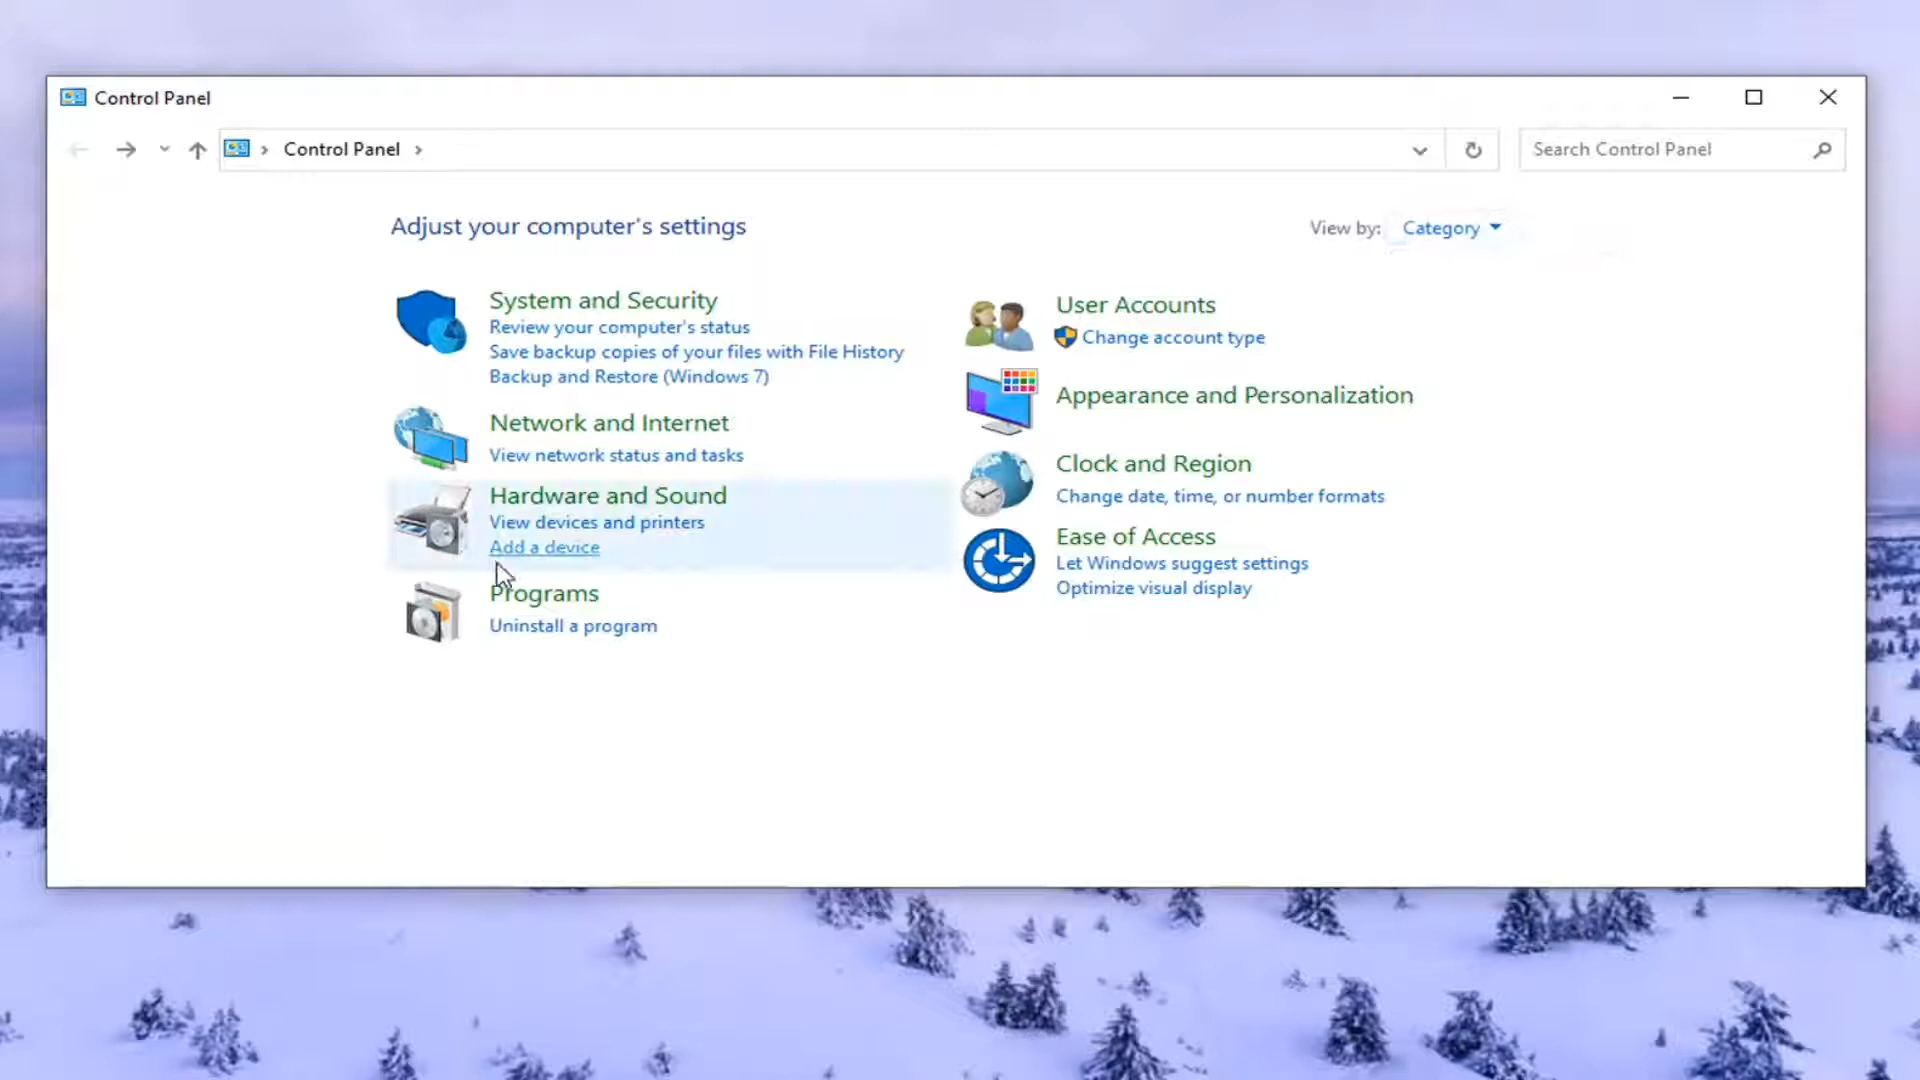 Control Panel
Control Panel
Search Control Panel
Adjust your computer's settings
View by: Category
System and Security
Review your computer's status
Save backup copies of your files with File History
Backup and Restore (Windows 7)
Network and Internet
View network status and tasks
Hardware and Sound
View devices and printers
Add a device
Programs
Uninstall a program
User Accounts
Change account type
Appearance and Personalization
Clock and Region
Change date, time, or number formats
Ease of Access
Let Windows suggest settings
Optimize visual display